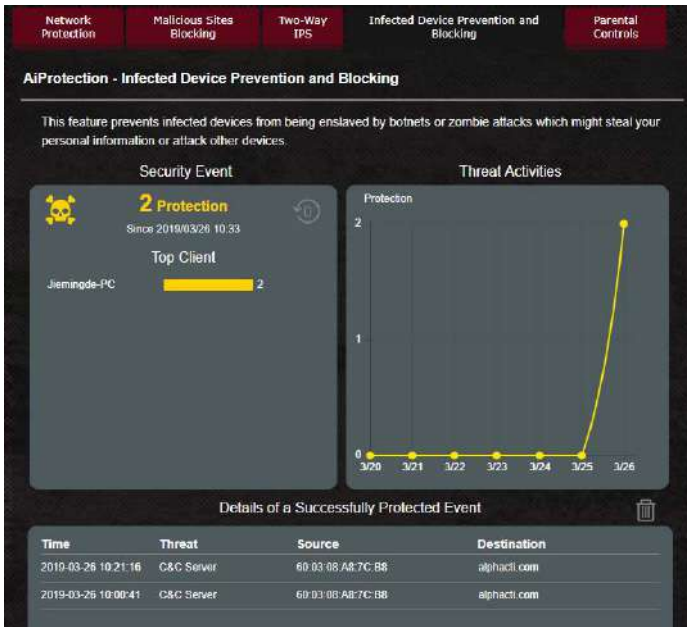 Network Protection
Malicious Sites Blocking
Two-Way IPS
Infected Device Prevention and Blocking
Parental Controls
AiProtection - Infected Device Prevention and Blocking
This feature prevents infected devices from being enslaved by botnets or zombie attacks which might steal your
personal information or attack other devices.
Security Event
2 Protection
Since 2019/03/26 10:33
Top Client
Jiemingde-PC 2
Threat Activities
Protection
2
1
0
3/20 3/21 3/22 3/23 3/24 3/25 3/26
Details of a Successfully Protected Event
Time Threat Source Destination
2019-03-26 10:21:16 C&C Server 60:03:08:A8:7C:B8 alphacti.com
2019-03-26 10:00:41 C&C Server 60:03:08:A8:7C:B8 alphacti.com